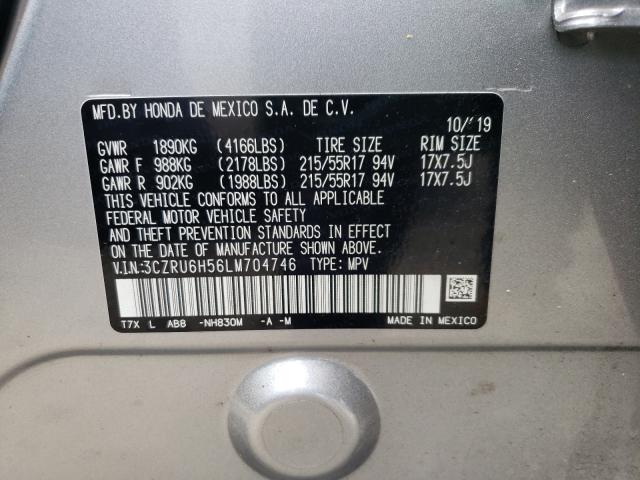 MFD.BY HONDA DE MEXICO S.A. DE C.V.
10/'19
GVWR 1890KG (4166LBS) TIRE SIZE RIM SIZE
GAWR F 988KG (2178LBS) 215/55R17 94V 17X7.5J
GAWR R 902KG (1988LBS) 215/55R17 94V 17X7.5J
THIS VEHICLE CONFORMS TO ALL APPLICABLE
FEDERAL MOTOR VEHICLE SAFETY
AND THEFT PREVENTION STANDARDS IN EFFECT
ON THE DATE OF MANUFACTURE SHOWN ABOVE.
V.I.N:3CZRU6H56LM704746 TYPE: MPV
T7X L AB8 -NH830M -A -M MADE IN MEXICO